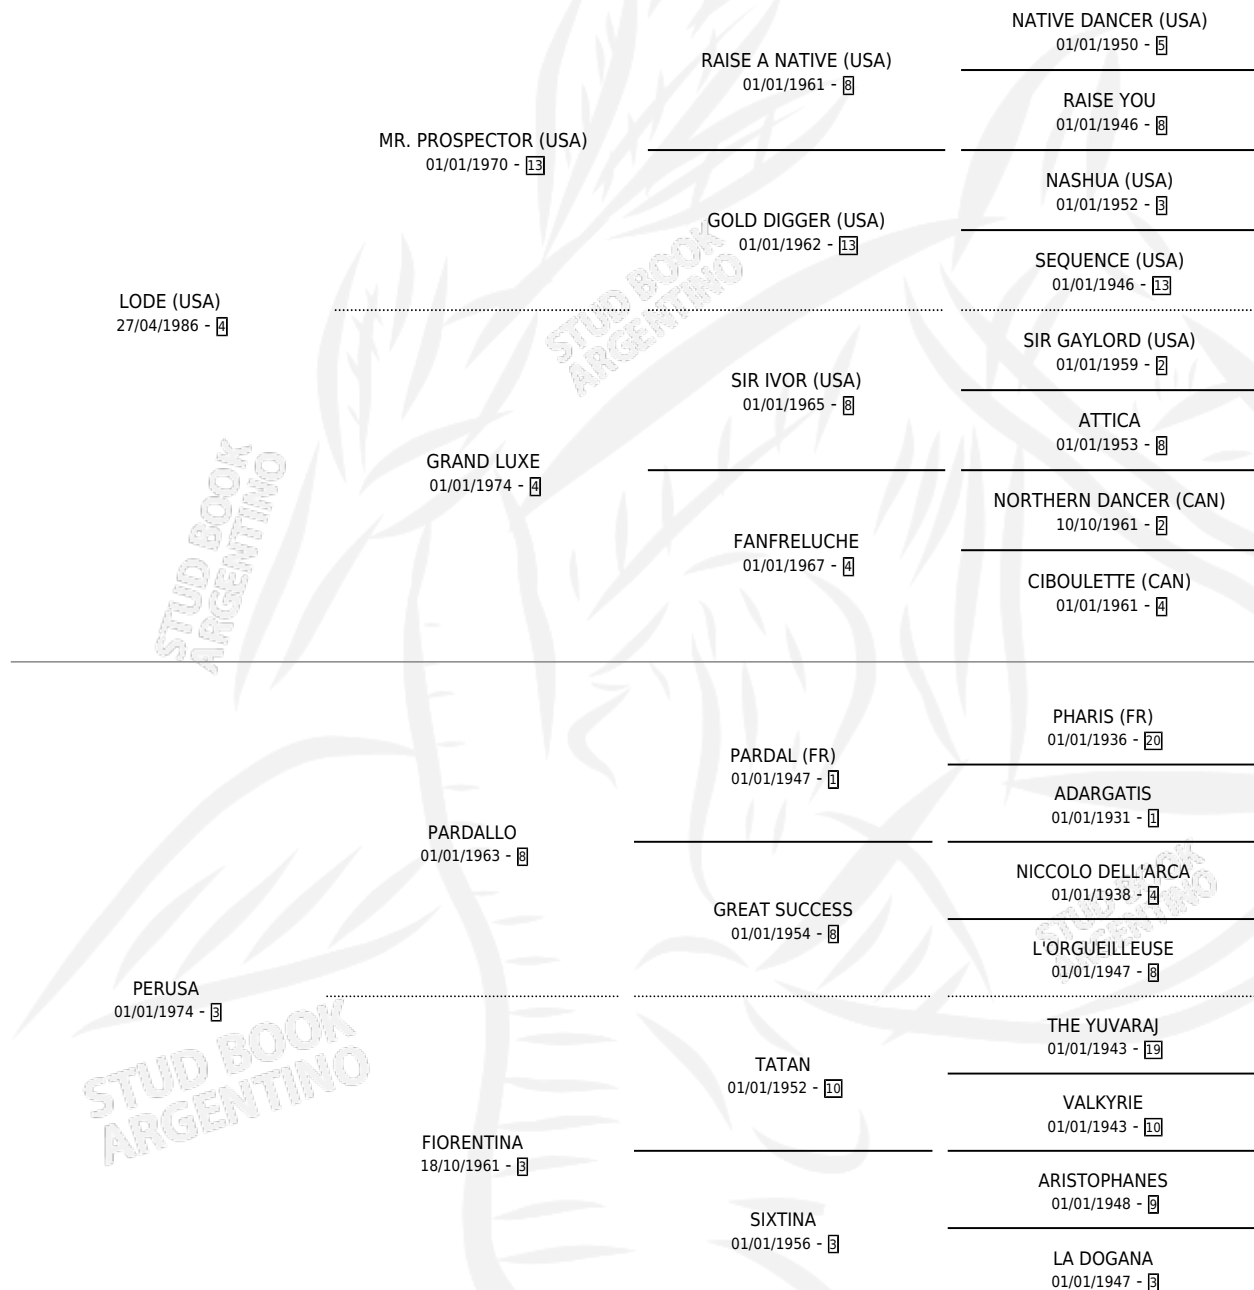 NATIVE DANCER (USA)
01/01/1950 - 5
RAISE A NATIVE (USA)
01/01/1961 - 8
RAISE YOU
01/01/1946 - 8
MR. PROSPECTOR (USA)
01/01/1970 - 13
NASHUA (USA)
01/01/1952 - 3
GOLD DIGGER (USA)
01/01/1962 - 13
SEQUENCE (USA)
01/01/1946 - 13
LODE (USA)
27/04/1986 - 4
STUD BOOK
ARGENTINO
SIR GAYLORD (USA)
01/01/1959 - 2
SIR IVOR (USA)
01/01/1965 - 8
ATTICA
01/01/1953 - 8
GRAND LUXE
01/01/1974 - 4
NORTHERN DANCER (CAN)
10/10/1961 - 2
FANFRELUCHE
01/01/1967 - 4
CIBOULETTE (CAN)
01/01/1961 - 4
STUD BOOK
ARGENTINO
PHARIS (FR)
01/01/1936 - 20
PARDAL (FR)
01/01/1947 - 1
ADARGATIS
01/01/1931 - 1
PARDALLO
01/01/1963 - 8
NICCOLO DELL'ARCA
01/01/1938 - 4
GREAT SUCCESS
01/01/1954 - 8
L'ORGUEILLEUSE
01/01/1947 - 8
STUD BOOK
ARGENTINO
PERUSA
01/01/1974 - 3
THE YUVARAJ
01/01/1943 - 19
TATAN
01/01/1952 - 10
VALKYRIE
01/01/1943 - 10
STUD BOOK
ARGENTINO
FIORENTINA
18/10/1961 - 3
ARISTOPHANES
01/01/1948 - 9
SIXTINA
01/01/1956 - 3
LA DOGANA
01/01/1947 - 3